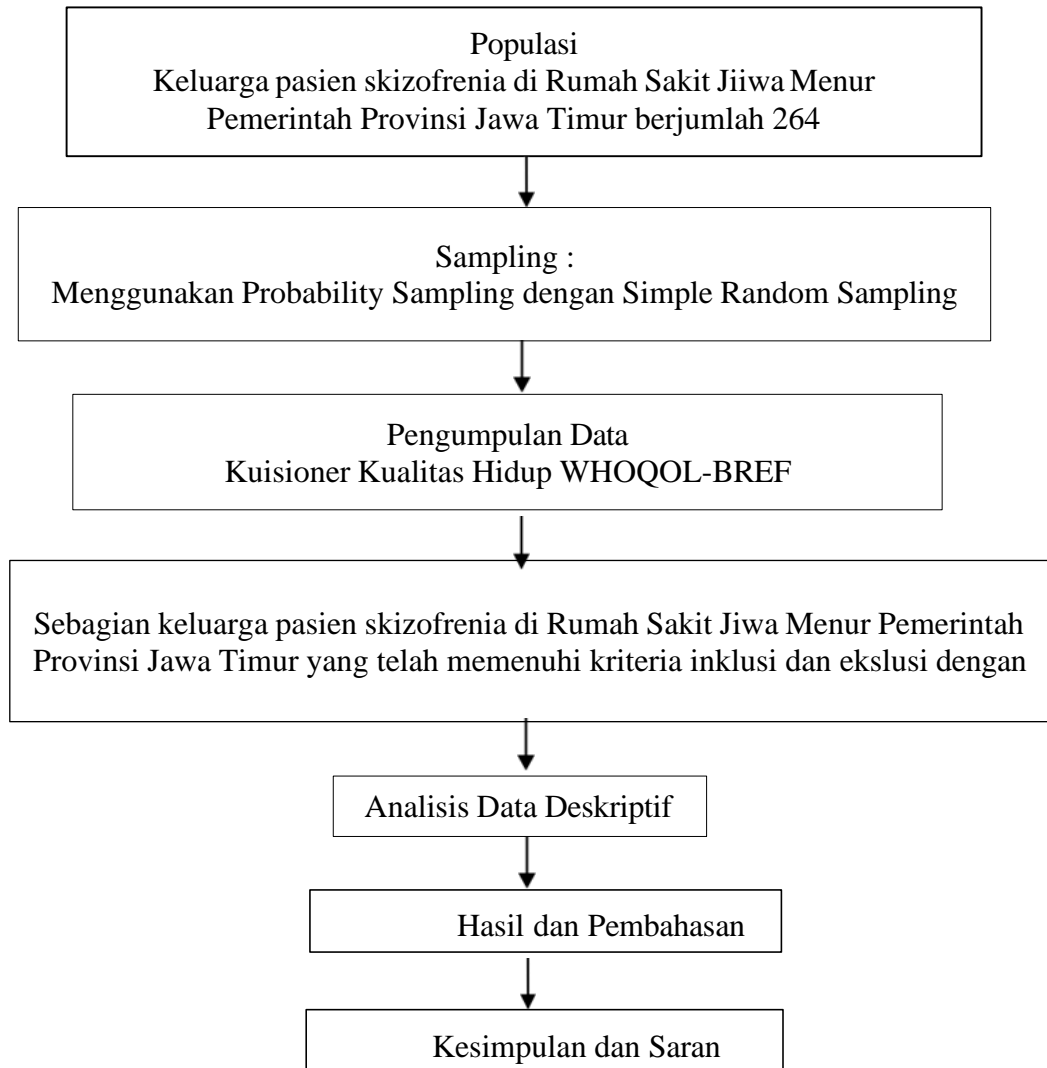 Populasi
Keluarga pasien skizofrenia di Rumah Sakit Jiiwa Menur
Pemerintah Provinsi Jawa Timur berjumlah 264
Sampling :
Menggunakan Probability Sampling dengan Simple Random Sampling
Pengumpulan Data
Kuisioner Kualitas Hidup WHOQOL-BREF
Sebagian keluarga pasien skizofrenia di Rumah Sakit Jiwa Menur Pemerintah
Provinsi Jawa Timur yang telah memenuhi kriteria inklusi dan ekslusi dengan
Analisis Data Deskriptif
Hasil dan Pembahasan
Kesimpulan dan Saran